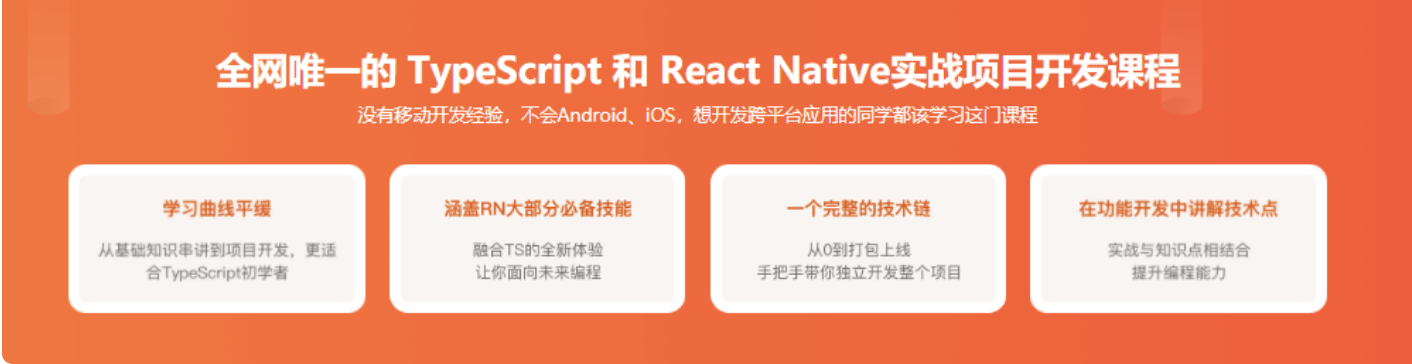 全网唯一的 TypeScript 和 React Native实战项目开发课程
没有移动开发经验，不会Android、iOS，想开发跨平台应用的同学都该学习这门课程
学习曲线平缓
从基础知识串讲到项目开发，更适
合TypeScript初学者
涵盖RN大部分必备技能
融合TS的全新体验
让你面向未来编程
一个完整的技术链
从0到打包上线
手把手带你独立开发整个项目
在功能开发中讲解技术点
实战与知识点相结合
提升编程能力